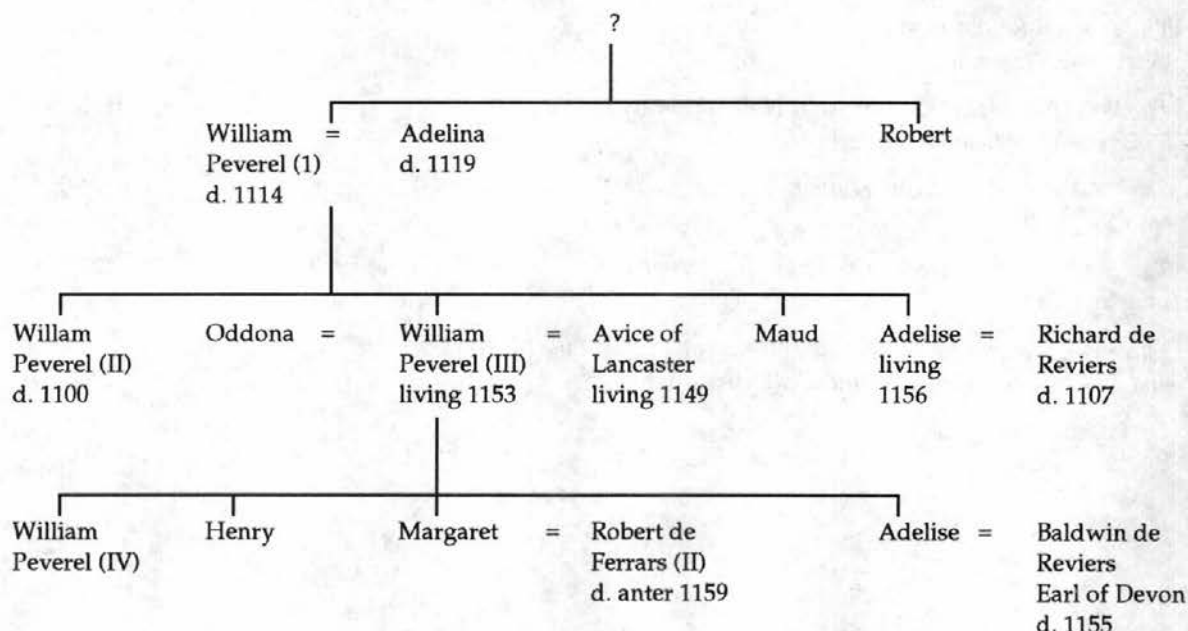 ?
William = Adelina Robert
Peverel (1) d. 1119
d. 1114
Willam Oddona = William = Avice of Maud Adelise = Richard de
Peverel (II) Peverel (III) Lancaster living Reviers
d. 1100 living 1153 living 1149 1156 d. 1107
William Henry Margaret = Robert de Adelise = Baldwin de
Peverel (IV) Ferrars (II) Reviers
d. anter 1159 Earl of Devon
d. 1155